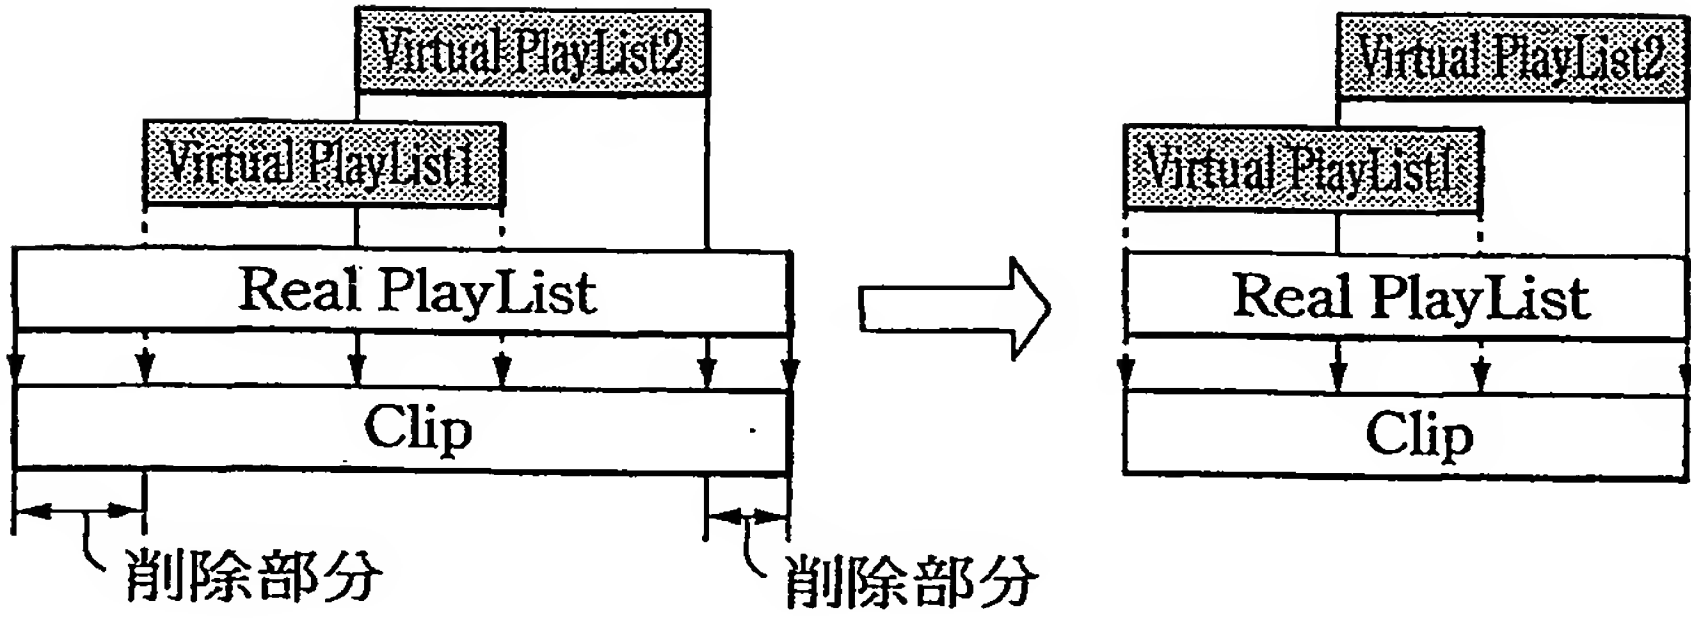 Virtual PlayList2
Virtual PlayList1
Real PlayList
Clip
削除部分
削除部分
Virtual PlayList2
Virtual PlayList1
Real PlayList
Clip